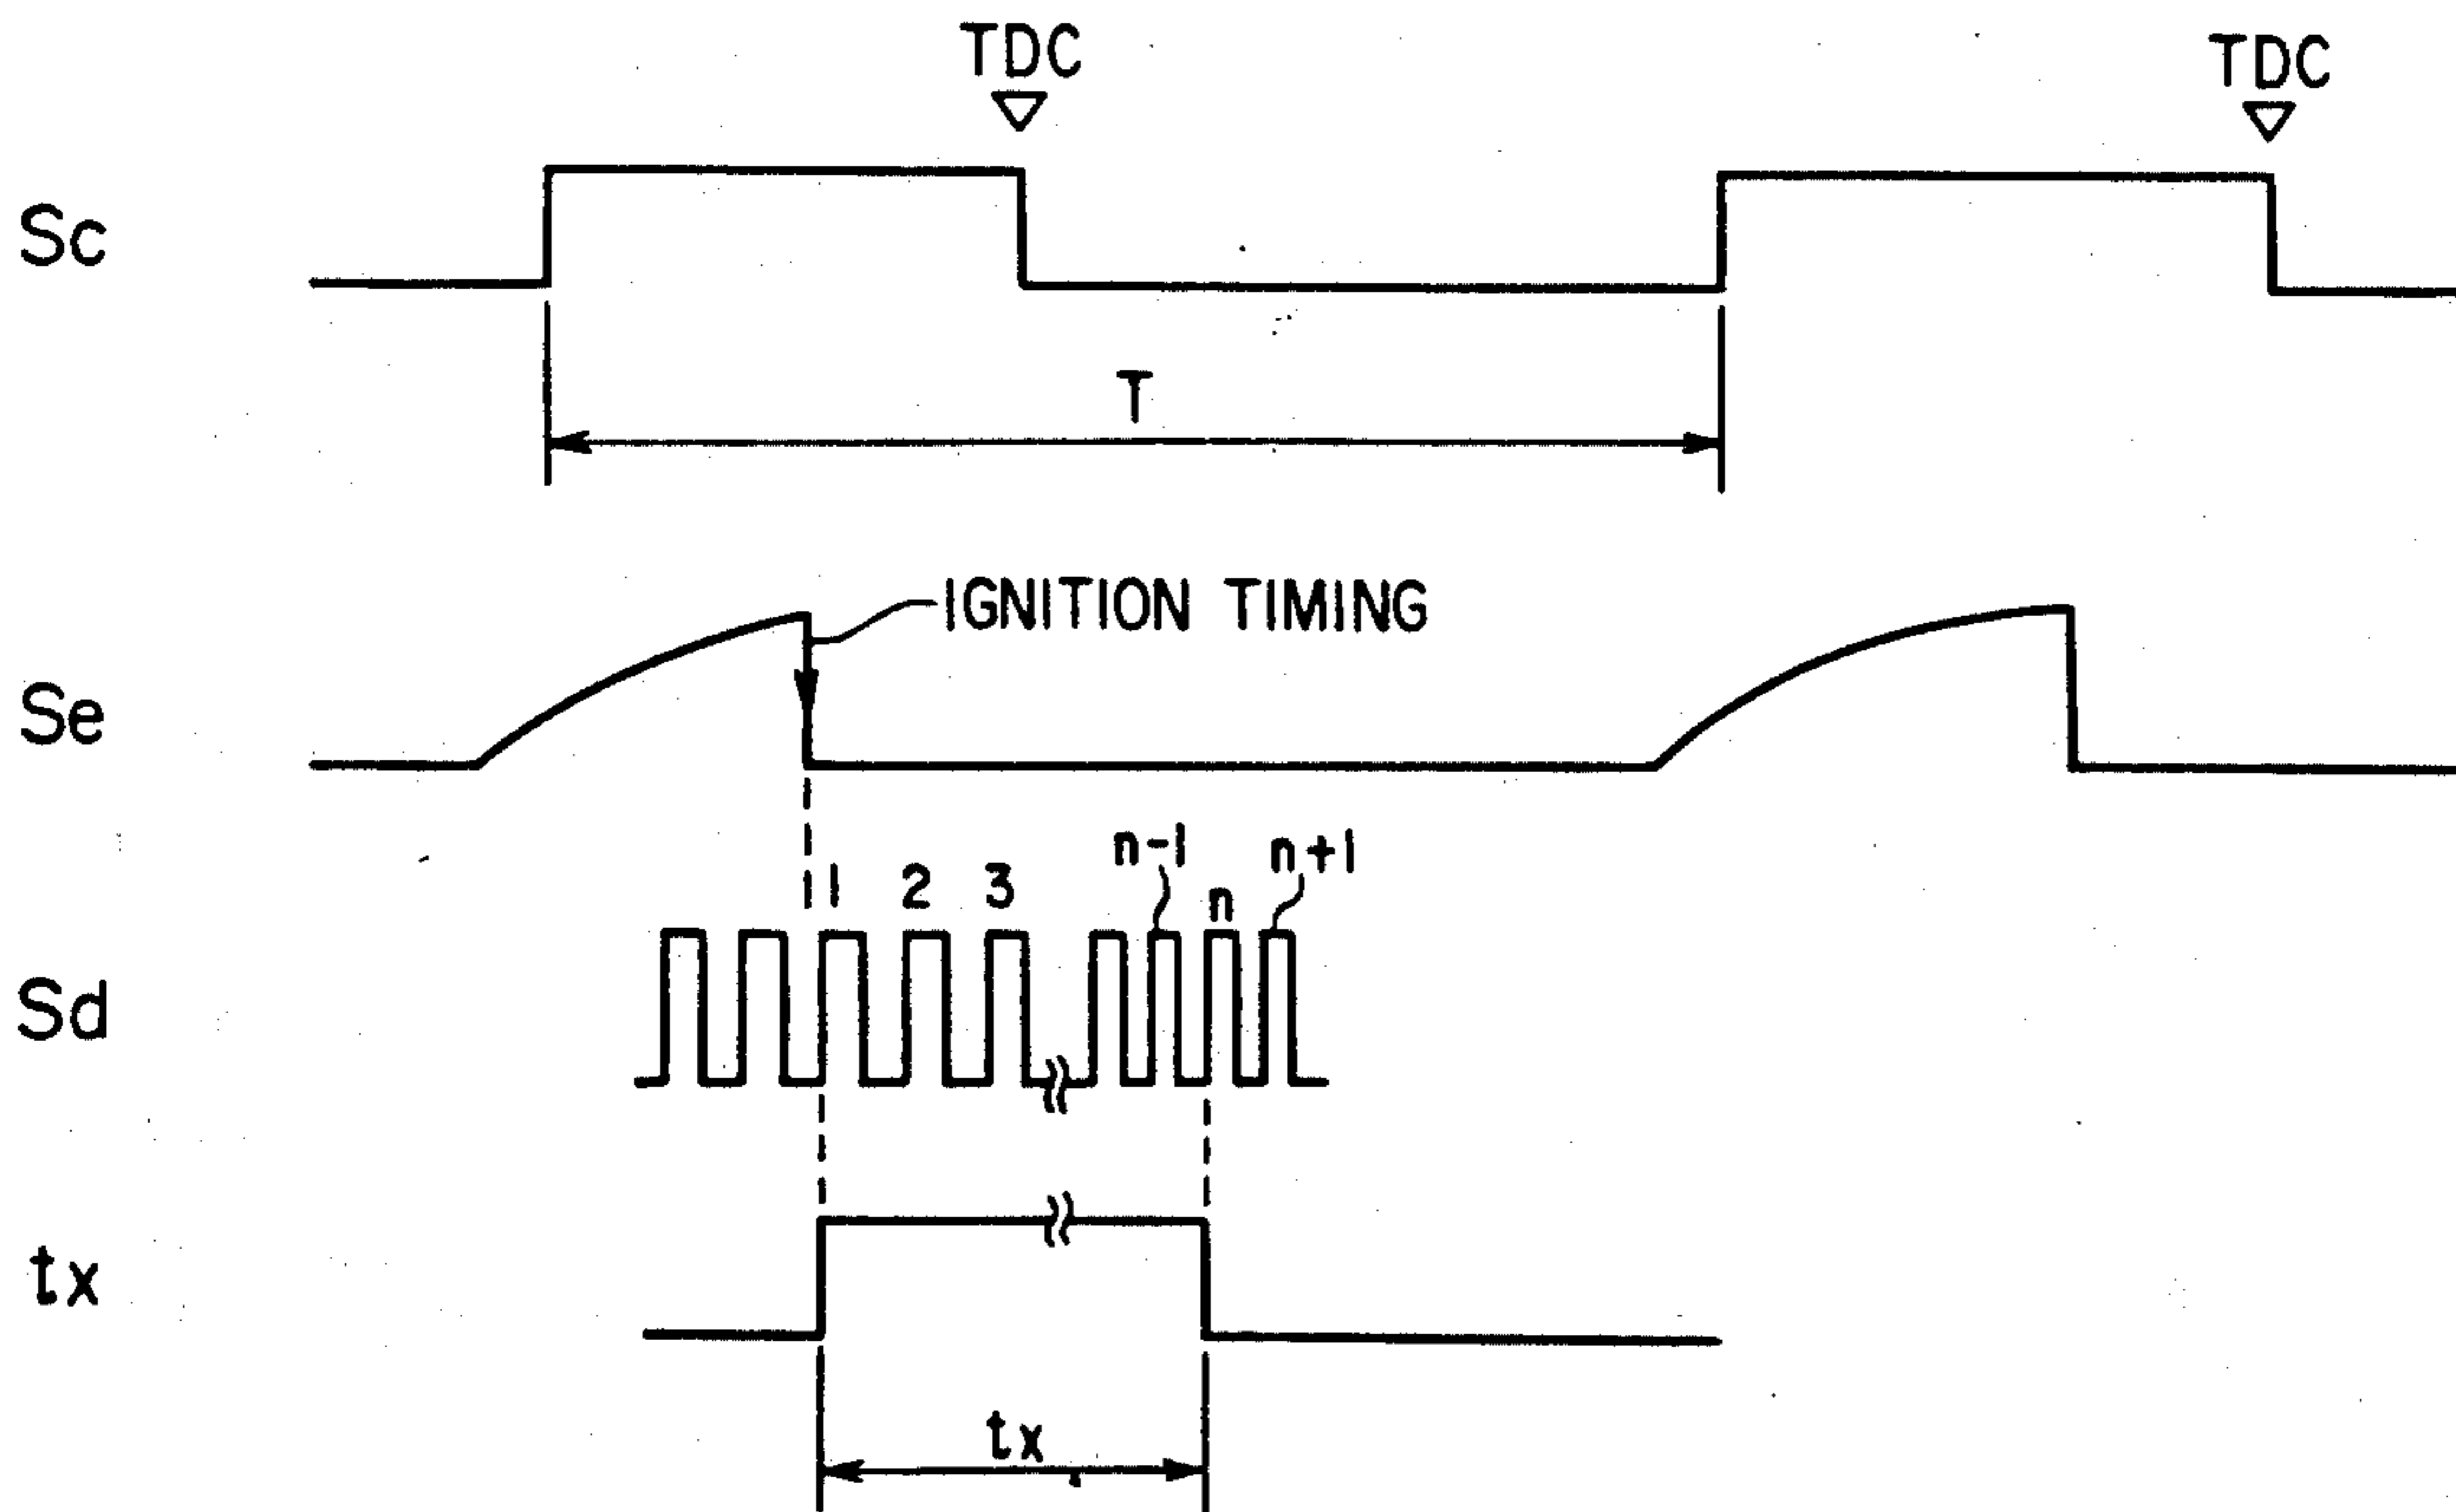 TDC
TDC
Sc
T
IGNITION TIMING
Se
1 2 3 n-1 n n+1
Sd
tx
tx